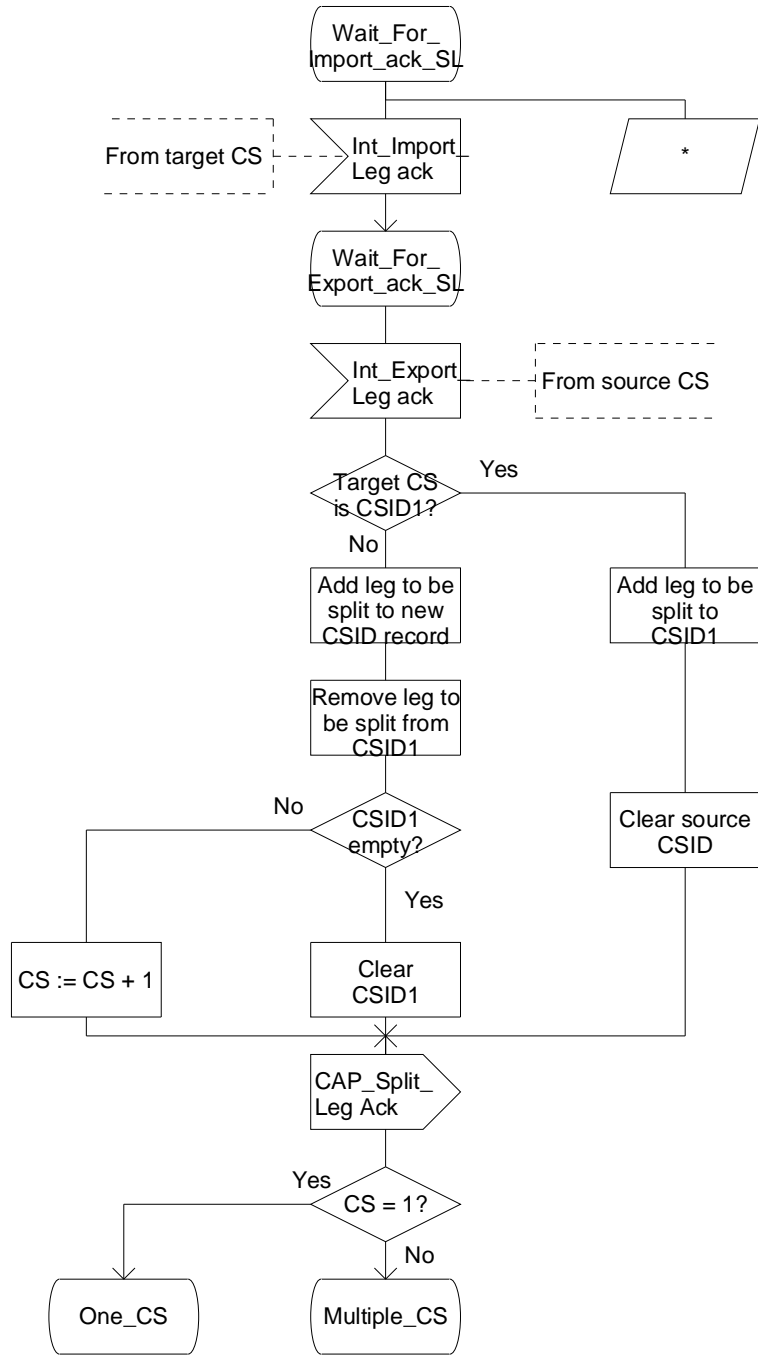 Wait_For_
Import_ack_SL
From target CS
Int_Import_
Leg ack
*
Wait_For_
Export_ack_SL
Int_Export_
Leg ack
From source CS
Target CS
is CSID1?
Yes
No
Add leg to be
split to new
CSID record
Add leg to be
split to
CSID1
Remove leg to
be split from
CSID1
No
CSID1
empty?
Clear source
CSID
Yes
CS := CS + 1
Clear
CSID1
CAP_Split_
Leg Ack
Yes
CS = 1?
No
One_CS
Multiple_CS